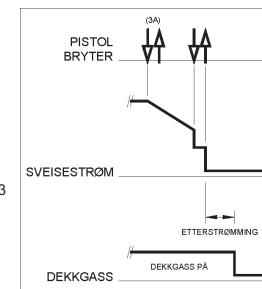 (3A)
PISTOL
BRYTER
SVEISESTRØM
3
ETTERSTRØMMING
DEKKGASS PÅ
DEKKGASS